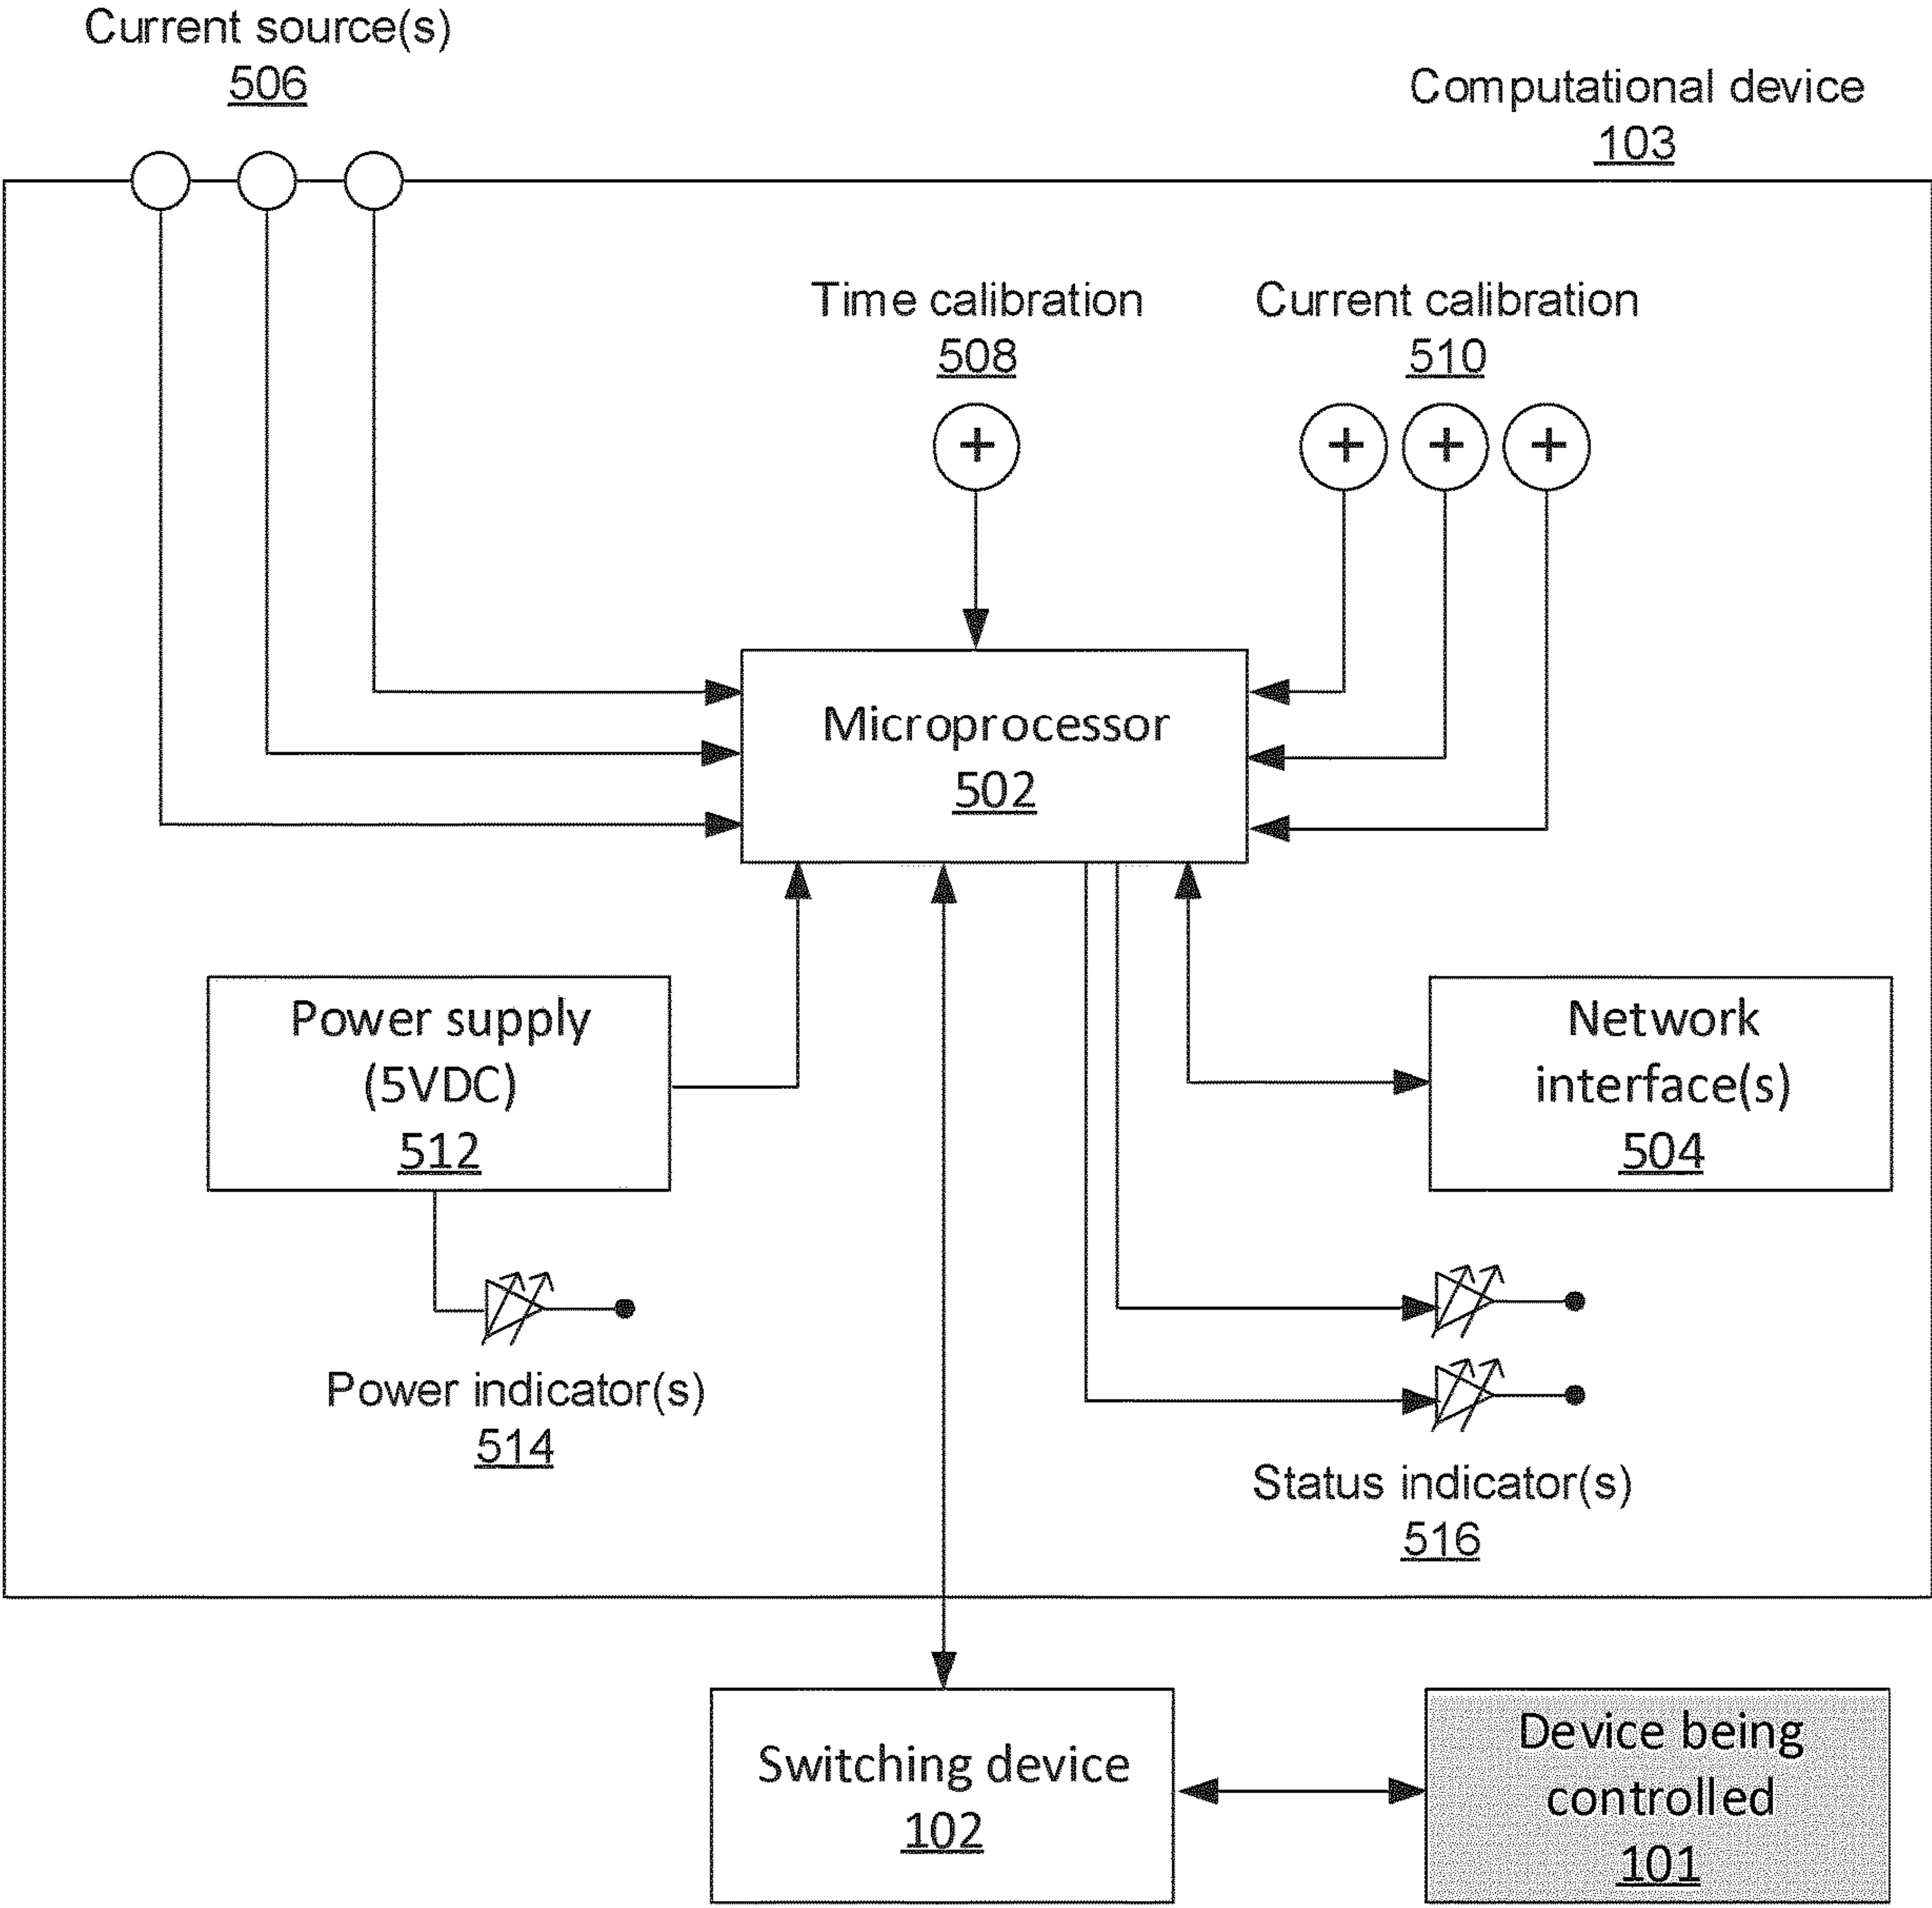 Current source(s)
506
Computational device
103
Time calibration
508
Current calibration
510
+
+
+
+
Microprocessor
502
Power supply
(5VDC)
512
Network
interface(s)
504
Power indicator(s)
514
Status indicator(s)
516
Switching device
102
Device being
controlled
101